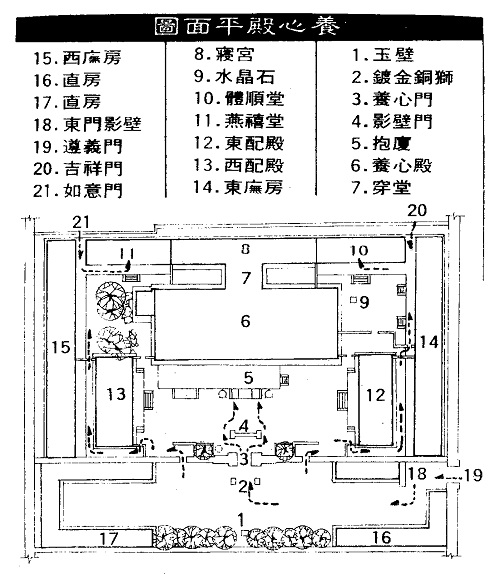 養心殿平面圖
1.玉壁
2.鍍金銅獅
3.養心門
4.影壁門
5.抱廈
6.養心殿
7.穿堂
8.寢宮
9.水晶石
10.體順堂
11.燕禧堂
12.東配殿
13.西配殿
14.東廡房
15.西廡房
16.直房
17.直房
18.東門影壁
19.遵義門
20.吉祥門
21.如意門
21
20
11
8
10
7
9
6
15
14
5
13
12
4
3
18
19
2
1
17
16